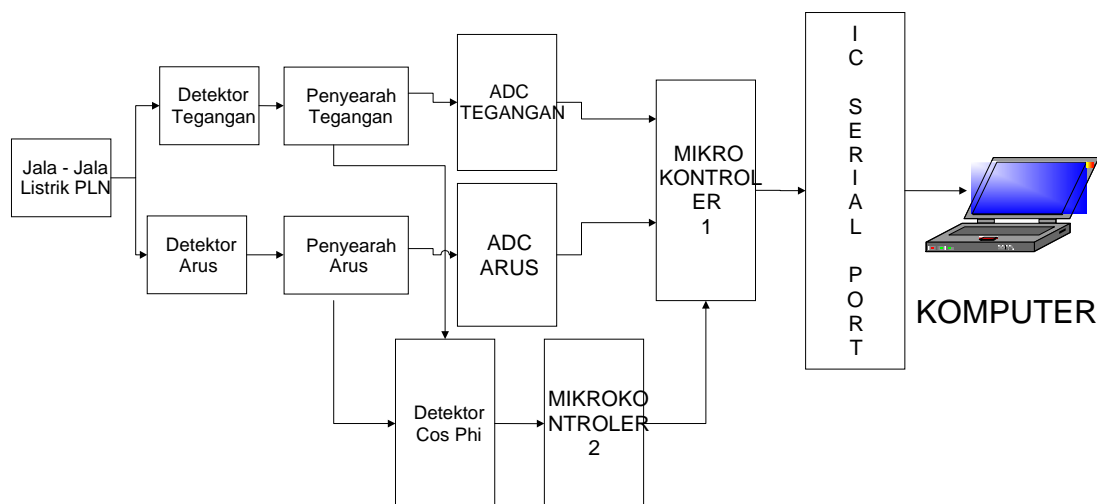 Jala - Jala
Listrik PLN
Detektor
Tegangan
Penyearah
Tegangan
ADC
TEGANGAN
Detektor
Arus
Penyearah
Arus
ADC
ARUS
Detektor
Cos Phi
MIKROKO
NTROLER
2
MIKRO
KONTROL
ER
1
I
C
S
E
R
I
A
L
P
O
R
T
KOMPUTER